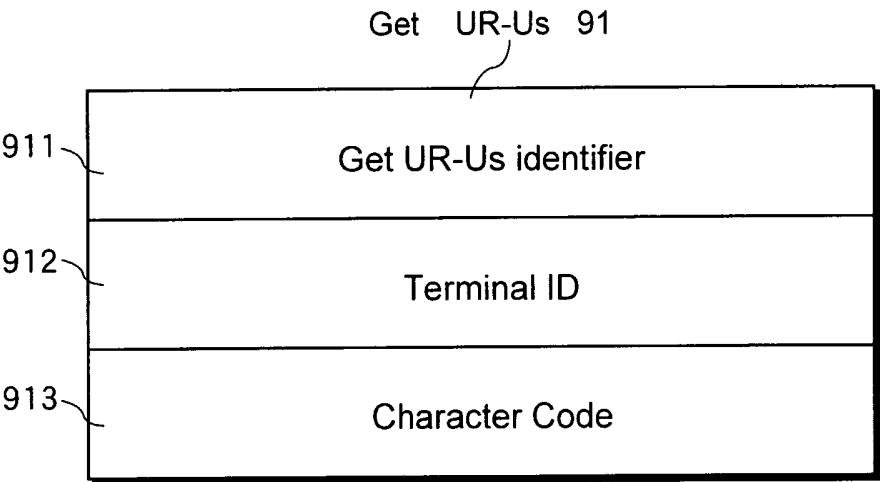 Get UR-Us 91
911 Get UR-Us identifier
912 Terminal ID
913 Character Code